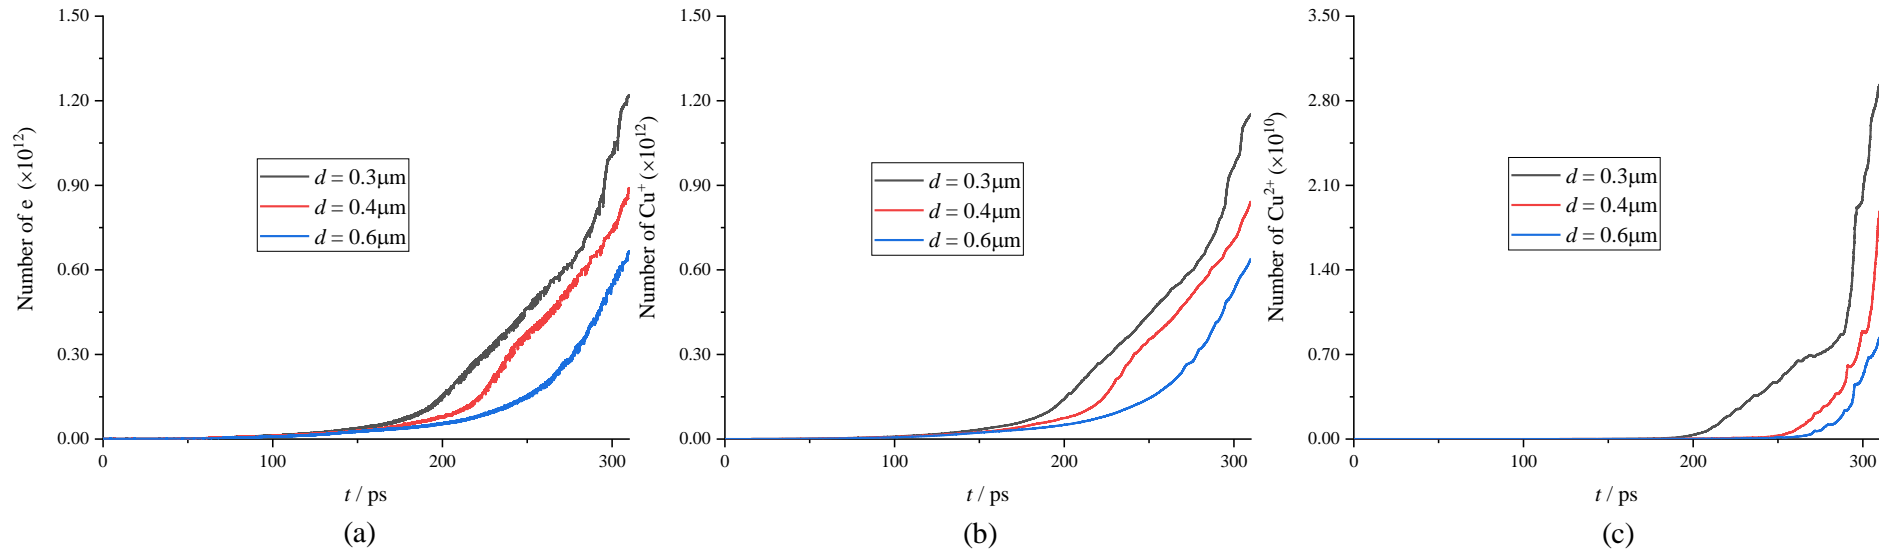 1.50
1.20
0.90
0.60
0.30
0.00
Number of e (×10¹²)
d = 0.3μm
d = 0.4μm
d = 0.6μm
0 100 200 300
t / ps
(a)
1.50
1.20
0.90
0.60
0.30
0.00
Number of Cu⁺ (×10¹²)
d = 0.3μm
d = 0.4μm
d = 0.6μm
0 100 200 300
t / ps
(b)
3.50
2.80
2.10
1.40
0.70
0.00
Number of Cu²⁺ (×10¹⁰)
d = 0.3μm
d = 0.4μm
d = 0.6μm
0 100 200 300
t / ps
(c)